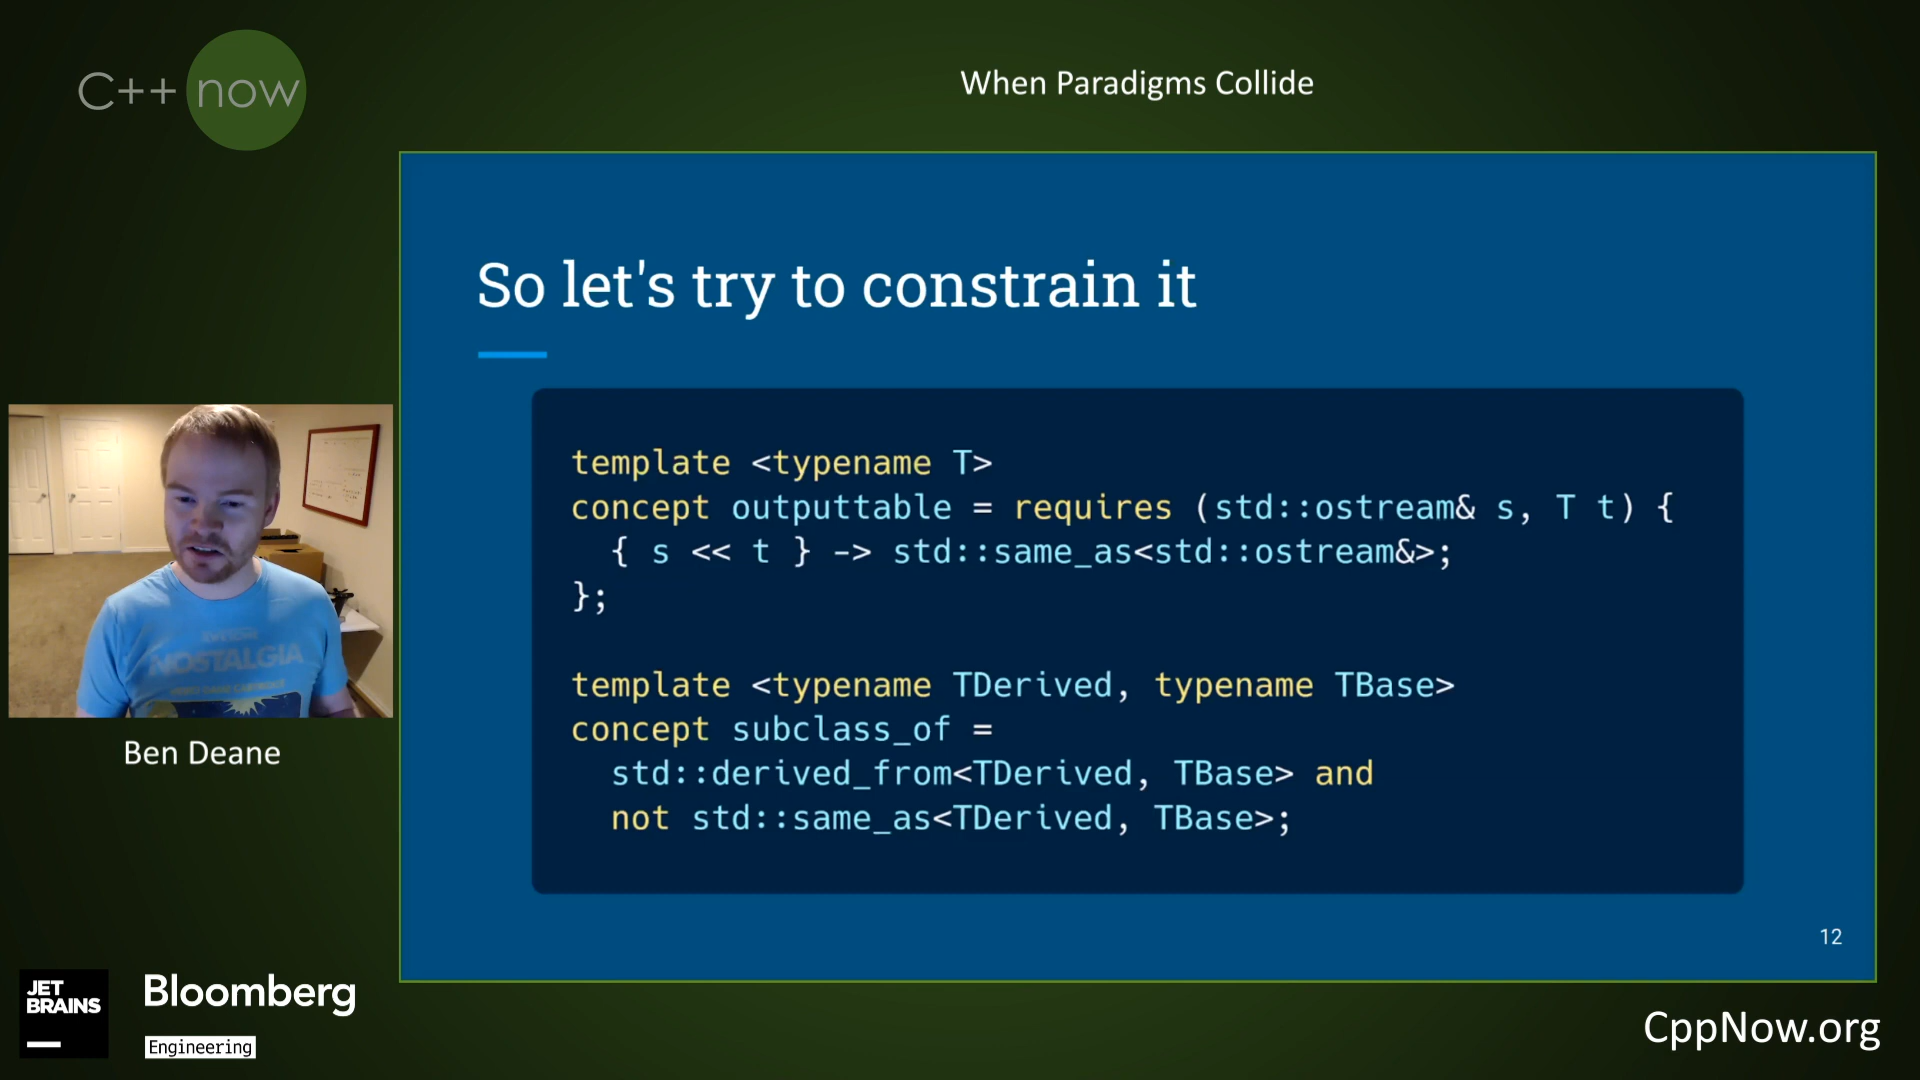 C++ now
When Paradigms Collide
So let's try to constrain it
template <typename T>
concept outputtable = requires (std::ostream& s, T t) {
  { s << t } -> std::same_as<std::ostream&>;
};
template <typename TDerived, typename TBase>
concept subclass_of =
  std::derived_from<TDerived, TBase> and
  not std::same_as<TDerived, TBase>;
12
NOSTALGIA
Ben Deane
JET
BRAINS
Bloomberg
Engineering
CppNow.org